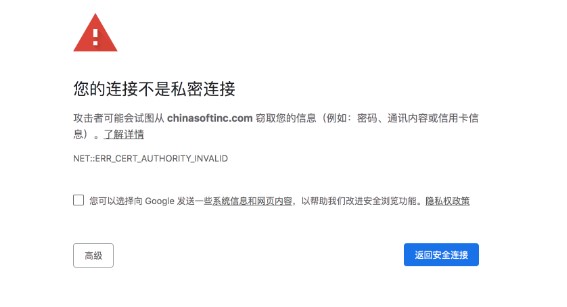 您的连接不是私密连接
攻击者可能会试图从 chinasoftinc.com 窃取您的信息（例如：密码、通讯内容或信用卡信
息）。了解详情
NET::ERR_CERT_AUTHORITY_INVALID
您可以选择向 Google 发送一些系统信息和网页内容，以帮助我们改进安全浏览功能。隐私权政策
高级
返回安全连接